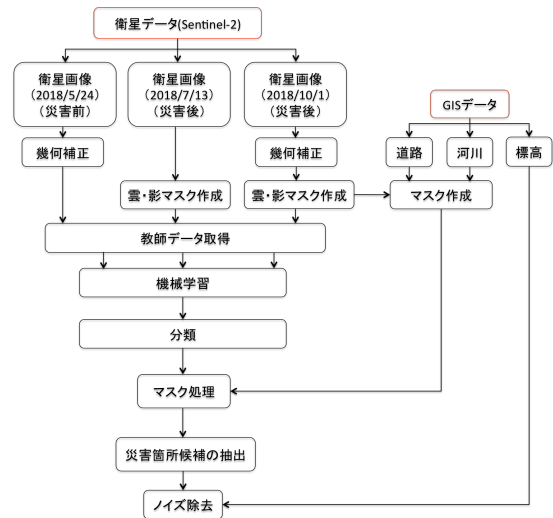 衛星データ(Sentinel-2)
衛星画像
（2018/5/24）
（災害前）
衛星画像
（2018/7/13）
（災害後）
衛星画像
（2018/10/1）
（災害後）
GISデータ
幾何補正
幾何補正
道路
河川
標高
雲・影マスク作成
雲・影マスク作成
マスク作成
教師データ取得
機械学習
分類
マスク処理
災害箇所候補の抽出
ノイズ除去